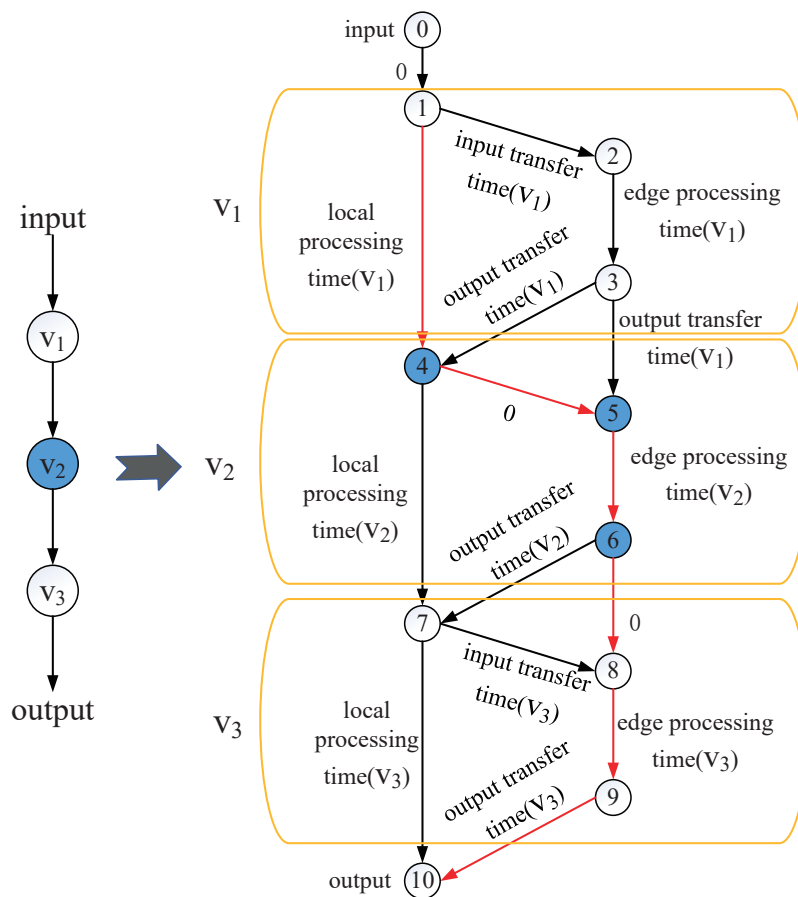 input
v1
v2
v3
output
input 0
0
1
input transfer
time(v1)
2
v1
local
processing
time(v1)
edge processing
time(v1)
output transfer
time(v1)
3
output transfer
time(v1)
4
0
5
v2
local
processing
time(v2)
edge processing
time(v2)
output transfer
time(v2)
6
7
0
input transfer
time(v3)
8
v3
local
processing
time(v3)
edge processing
time(v3)
output transfer
time(v3)
9
output 10